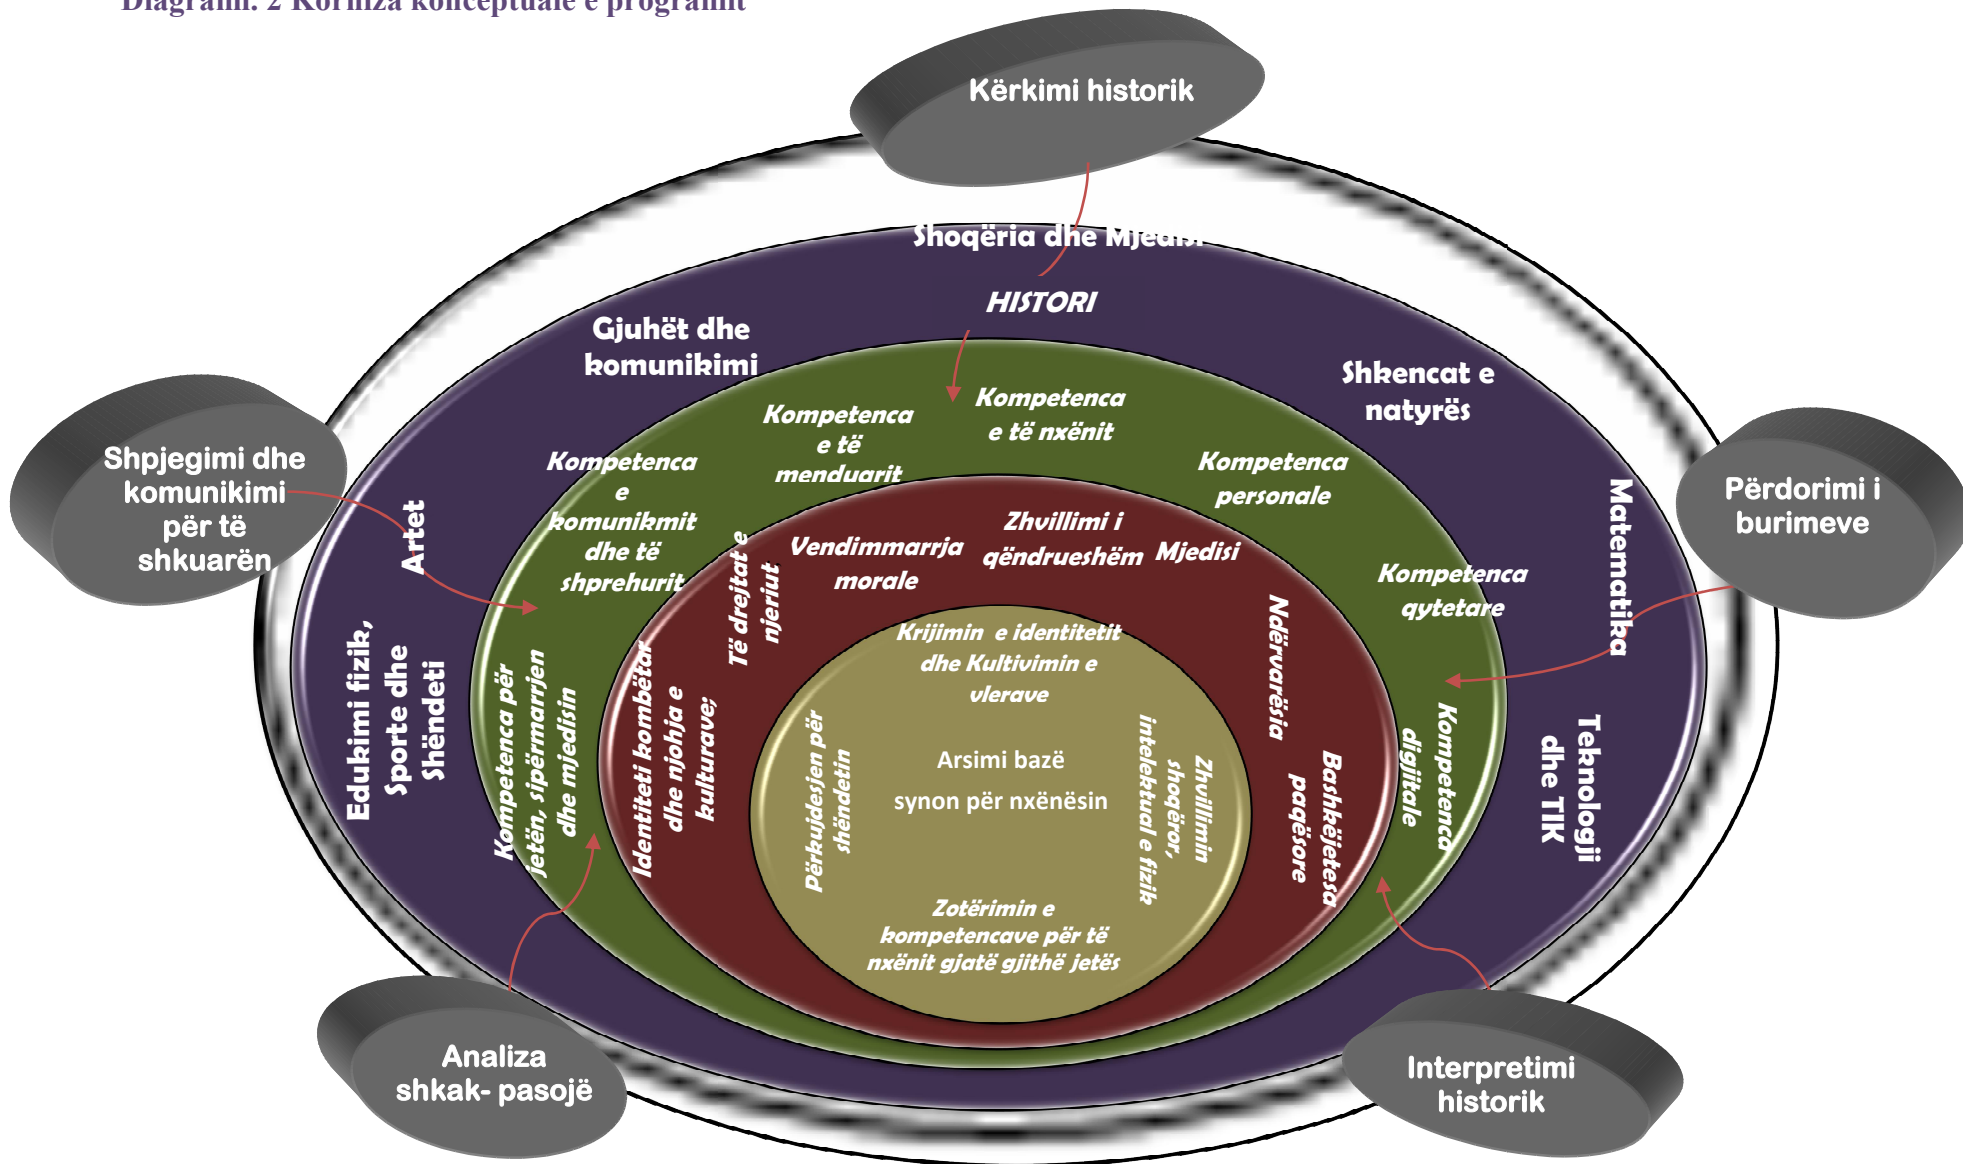 Diagrami. 2 Korniza konceptuale e programit
Kërkimi historik
Shoqëria dhe Mjedisi
HISTORI
Gjuhët dhe
komunikimi
Shkencat e
natyrës
Shpjegimi dhe
komunikimi
për të
shkuarën
Përdorimi i
burimeve
Artet
Matematika
Edukimi fizik,
Sporte dhe
Shëndeti
Teknologji
dhe TIK
Kompetenca
e të
menduarit
Kompetenca
e të nxënit
Kompetenca
e
komunikmit
dhe të
shprehurit
Kompetenca
personale
Kompetenca
qytetare
Kompetenca për
jetën, sipërmarrjen
dhe mjedisin
Kompetenca
digjitale
Të drejtat e
njeriut
Vendimmarrja
morale
Zhvillimi i
qëndrueshëm
Mjedisi
Ndërvarësia
Identiteti kombëtar
dhe njohja e
kulturave;
Bashkëjetesa
paqësore
Krijimin e identitetit
dhe Kultivimin e
vlerave
Përkujdesjen për
shëndetin
Arsimi bazë
synon për nxënësin
Zhvillimin
shoqëror,
intelektual e fizik
Zotërimin e
kompetencave për të
nxënit gjatë gjithë jetës
Analiza
shkak- pasojë
Interpretimi
historik